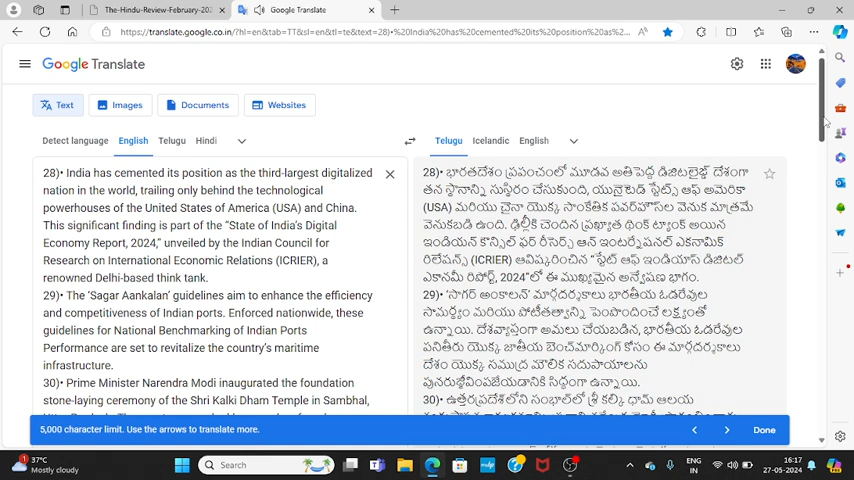 The-Hindu-Review-February-202
Google Translate
https://translate.google.co.in/?hl=en&tab=TT&sl=en&tl=te&text=28)•%20India%20has%20cemented%20its%20position%20as%...
Google Translate
Text
Images
Documents
Websites
Detect language
English
Telugu
Hindi
Telugu
Icelandic
English
28)• India has cemented its position as the third-largest digitalized
nation in the world, trailing only behind the technological
powerhouses of the United States of America (USA) and China.
This significant finding is part of the “State of India's Digital
Economy Report, 2024,” unveiled by the Indian Council for
Research on International Economic Relations (ICRIER), a
renowned Delhi-based think tank.
29)• The ‘Sagar Aankalan’ guidelines aim to enhance the efficiency
and competitiveness of Indian ports. Enforced nationwide, these
guidelines for National Benchmarking of Indian Ports
Performance are set to revitalize the country's maritime
infrastructure.
30)• Prime Minister Narendra Modi inaugurated the foundation
stone-laying ceremony of the Shri Kalki Dham Temple in Sambhal,
28)• భారతదేశం ప్రపంచంలో మూడవ అతిపెద్ద డిజిటలైజ్డ్ దేశంగా
తన స్థానాన్ని సుస్థిరం చేసుకుంది, యునైటెడ్ స్టేట్స్ ఆఫ్ అమెరికా
(USA) మరియు చైనా యొక్క సాంకేతిక పవర్‌హౌస్‌ల వెనుక మాత్రమే
వెనుకబడి ఉంది. ఢిల్లీకి చెందిన ప్రఖ్యాత థింక్ ట్యాంక్ అయిన
ఇండియన్ కౌన్సిల్ ఫర్ రీసెర్చ్ ఆన్ ఇంటర్నేషనల్ ఎకనామిక్
రిలేషన్స్ (ICRIER) ఆవిష్కరించిన “స్టేట్ ఆఫ్ ఇండియాస్ డిజిటల్
ఎకానమీ రిపోర్ట్, 2024”లో ఈ ముఖ్యమైన అన్వేషణ భాగం.
29)• ‘సాగర్ అంకాలన్’ మార్గదర్శకాలు భారతీయ ఓడరేవుల
సామర్థ్యం మరియు పోటీతత్వాన్ని పెంపొందించే లక్ష్యంతో
ఉన్నాయి. దేశవ్యాప్తంగా అమలు చేయబడిన, భారతీయ ఓడరేవుల
పనితీరు యొక్క జాతీయ బెంచ్‌మార్కింగ్ కోసం ఈ మార్గదర్శకాలు
దేశం యొక్క సముద్ర మౌలిక సదుపాయాలను
పునరుజ్జీవింపజేయడానికి సిద్ధంగా ఉన్నాయి.
30)• ఉత్తరప్రదేశ్‌లోని సంభాల్‌లో శ్రీ కల్కి ధామ్ ఆలయ
5,000 character limit. Use the arrows to translate more.
Done
37°C
Mostly cloudy
Search
ENG
IN
16:17
27-05-2024